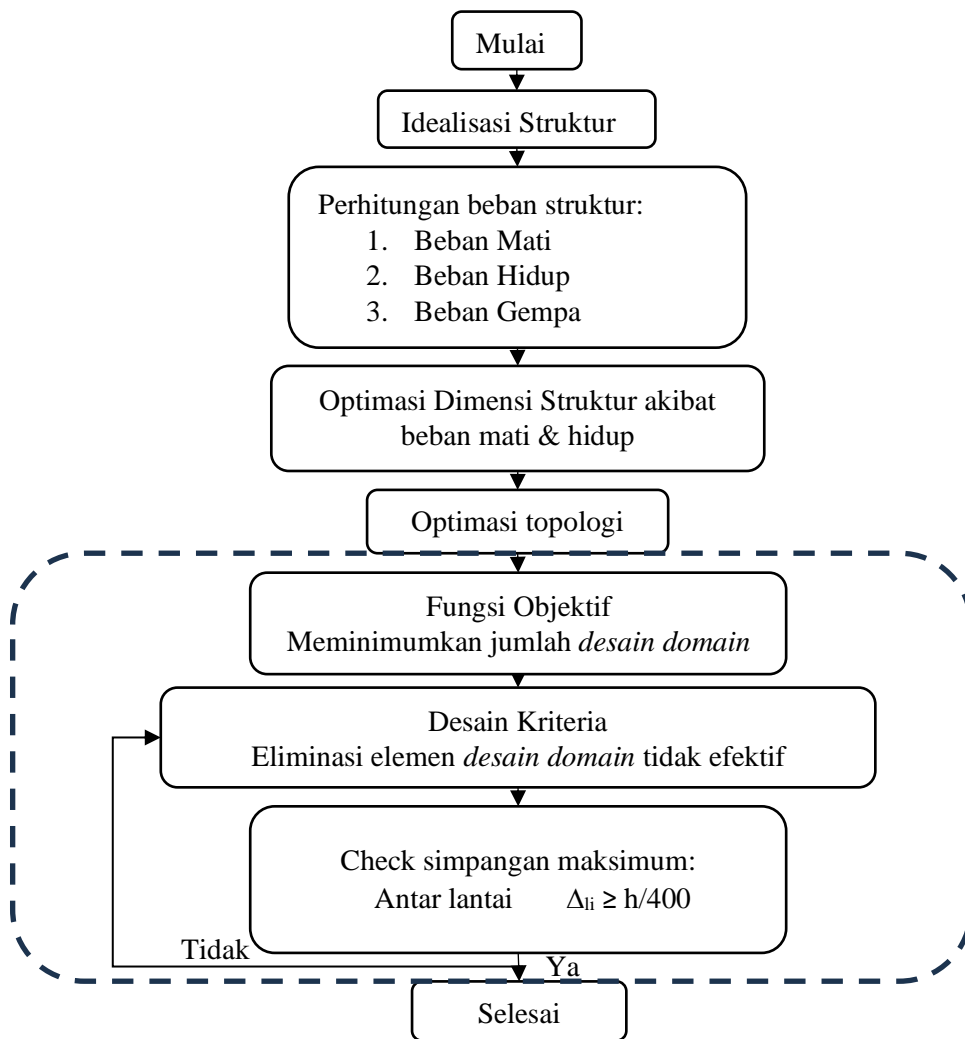 Mulai
Idealisasi Struktur
Perhitungan beban struktur:
1. Beban Mati
2. Beban Hidup
3. Beban Gempa
Optimasi Dimensi Struktur akibat
beban mati & hidup
Optimasi topologi
Fungsi Objektif
Meminimumkan jumlah desain domain
Desain Kriteria
Eliminasi elemen desain domain tidak efektif
Check simpangan maksimum:
Antar lantai Δli ≥ h/400
Tidak
Ya
Selesai